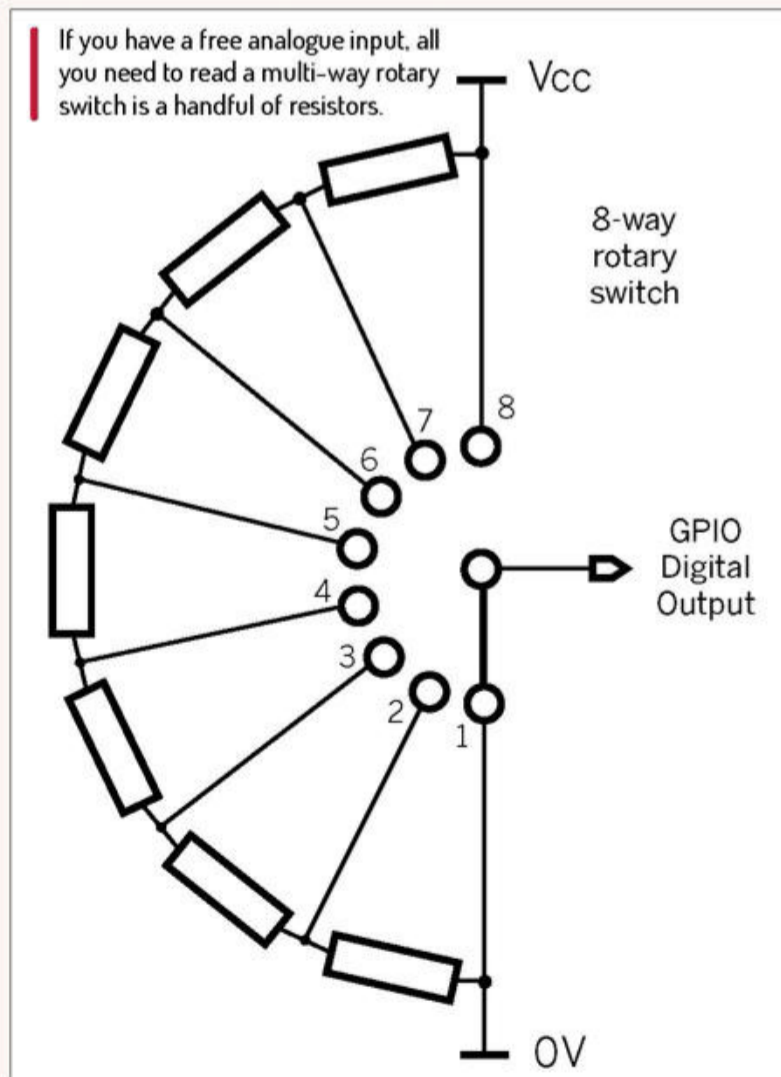 If you have a free analogue input, all
you need to read a multi-way rotary
switch is a handful of resistors.
Vcc
8-way
rotary
switch
8
7
6
5
4
3
2
1
GPIO
Digital
Output
0V